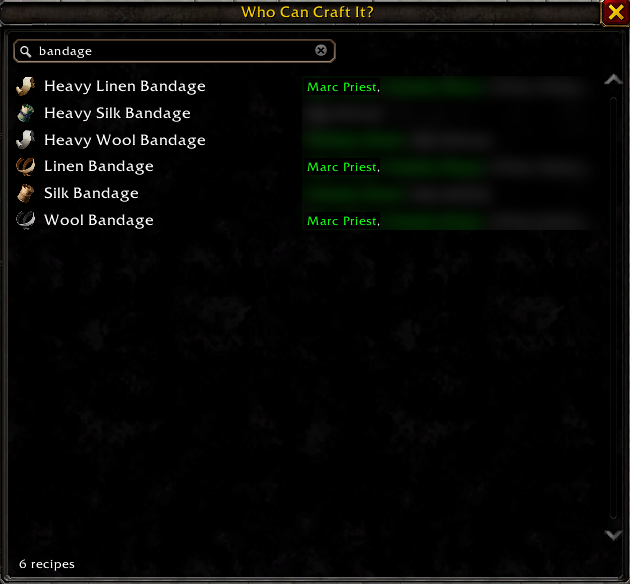 Who Can Craft It?
bandage
Heavy Linen Bandage Marc Priest,
Heavy Silk Bandage
Heavy Wool Bandage
Linen Bandage Marc Priest,
Silk Bandage
Wool Bandage Marc Priest,
6 recipes